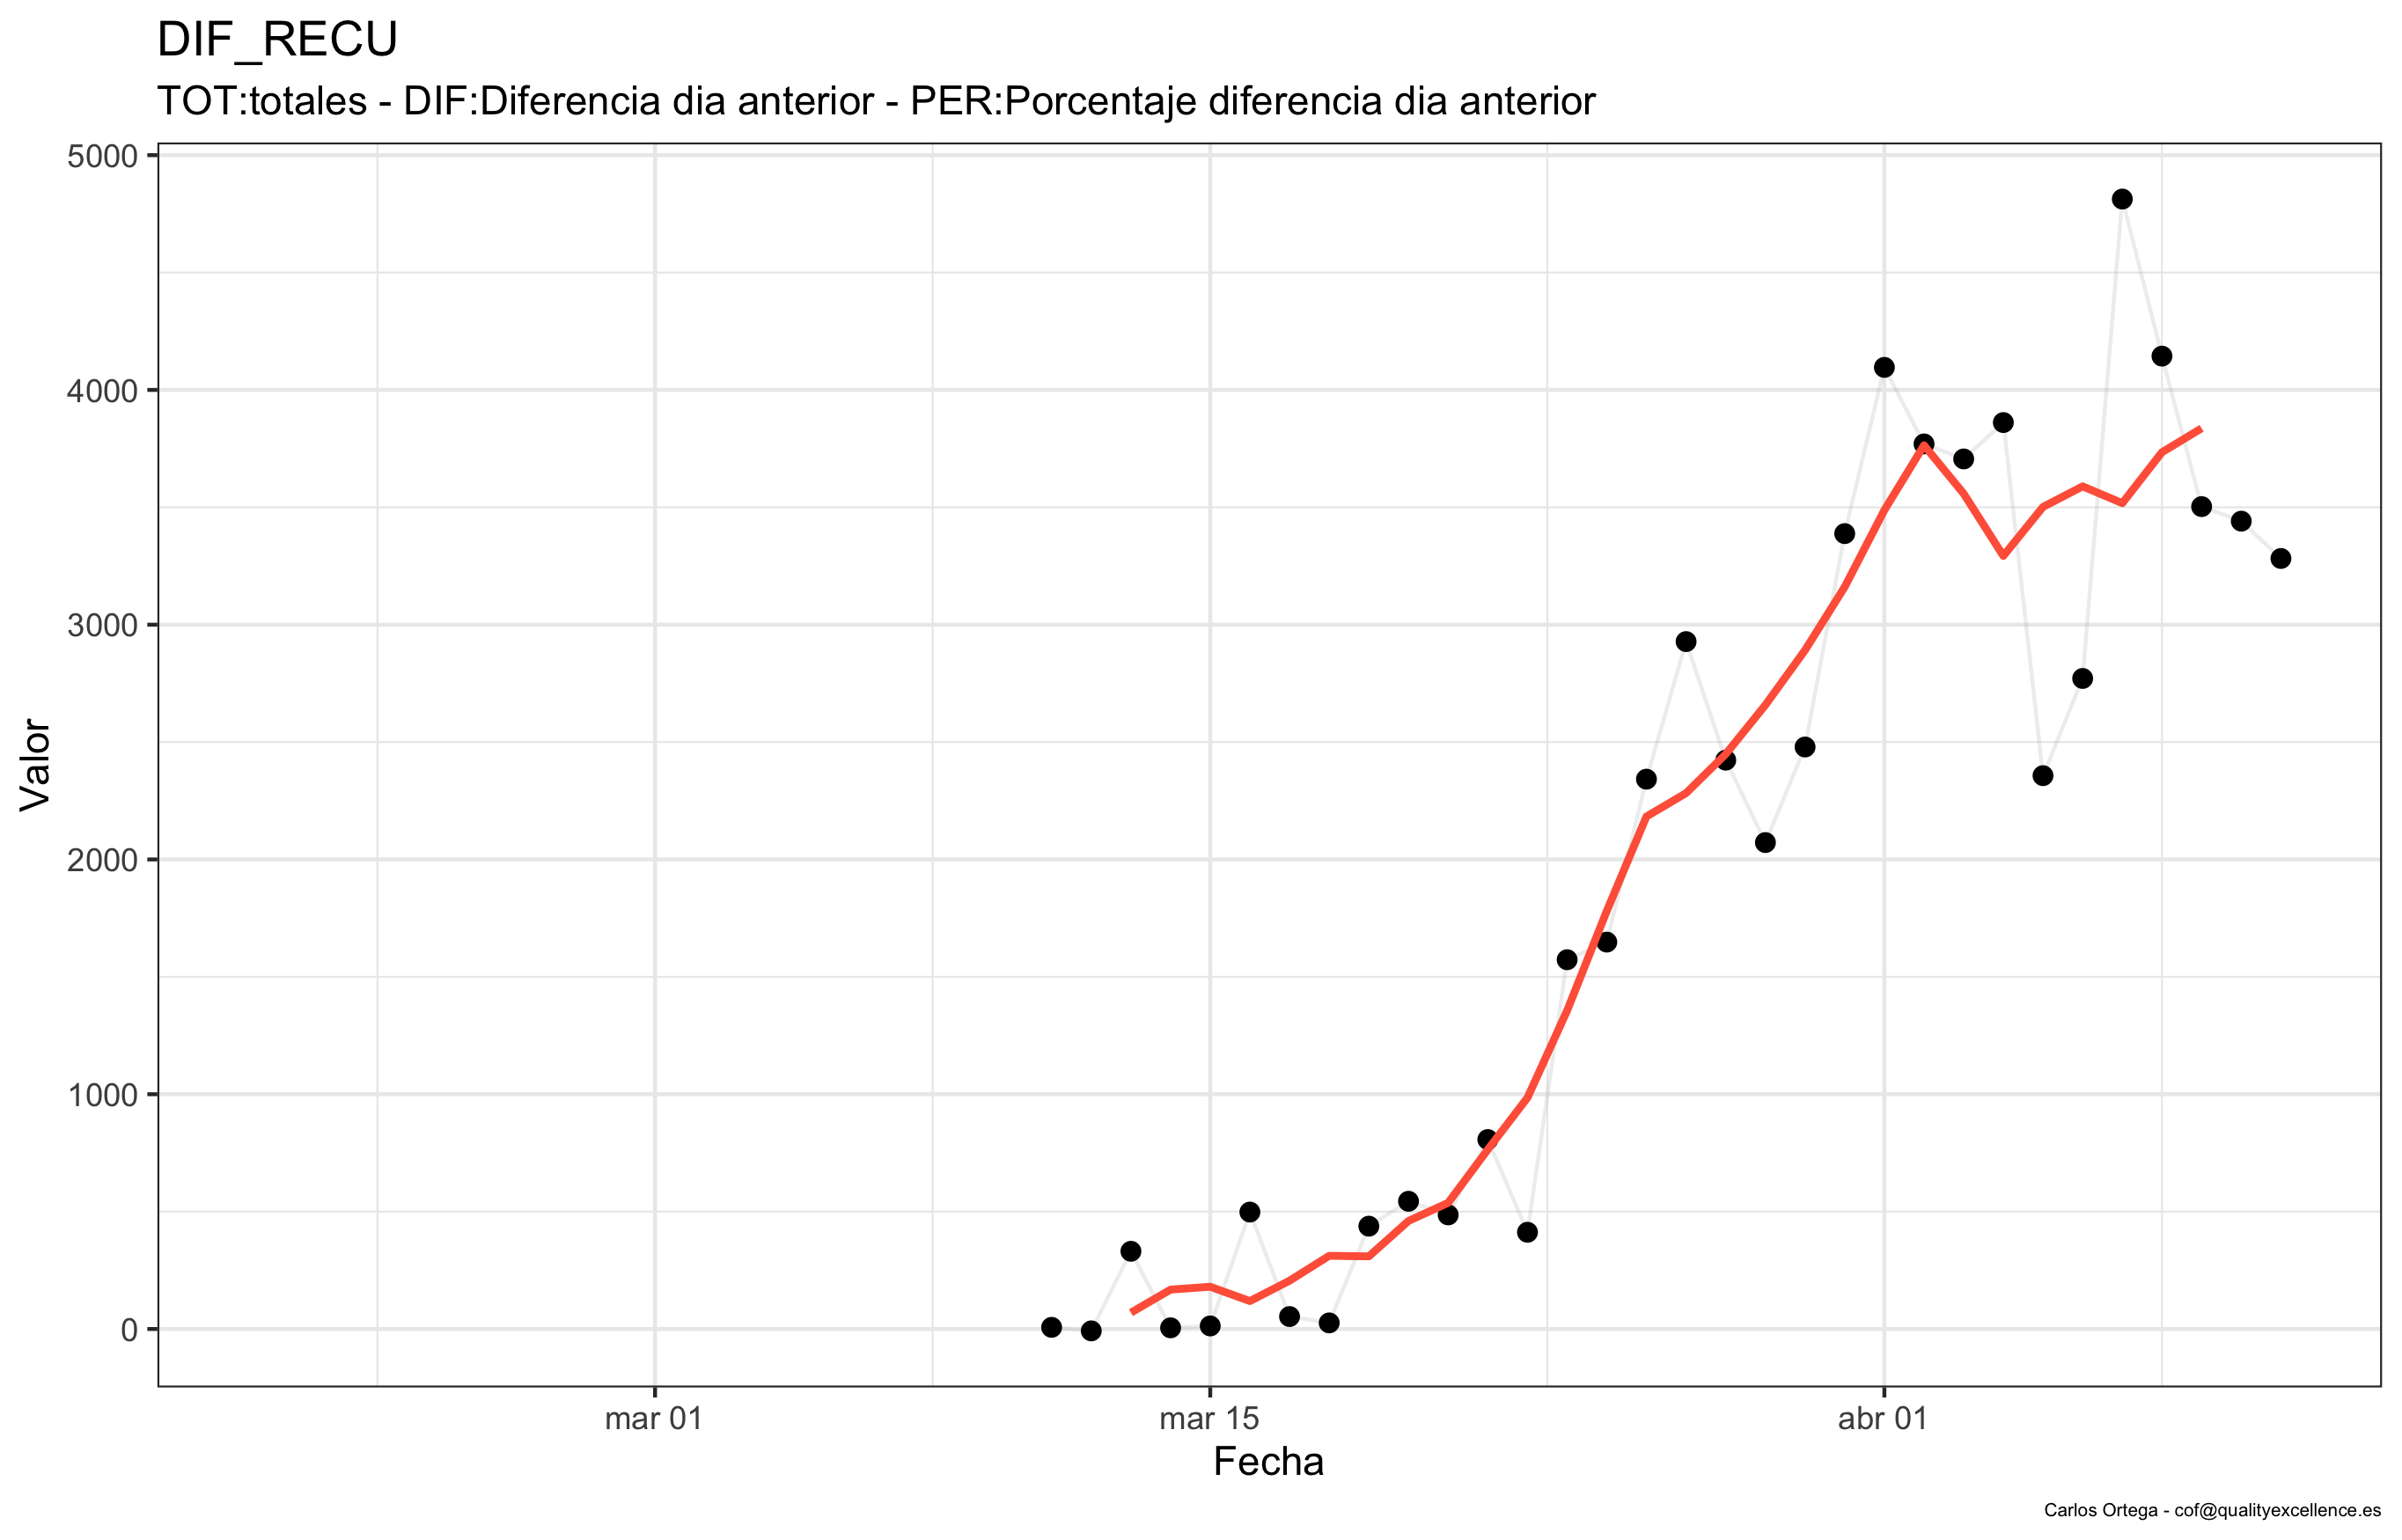 DIF_RECU
TOT:totales - DIF:Diferencia dia anterior - PER:Porcentaje diferencia dia anterior
5000
4000
3000
2000
1000
0
Valor
mar 01
mar 15
abr 01
Fecha
Carlos Ortega - cof@qualityexcellence.es